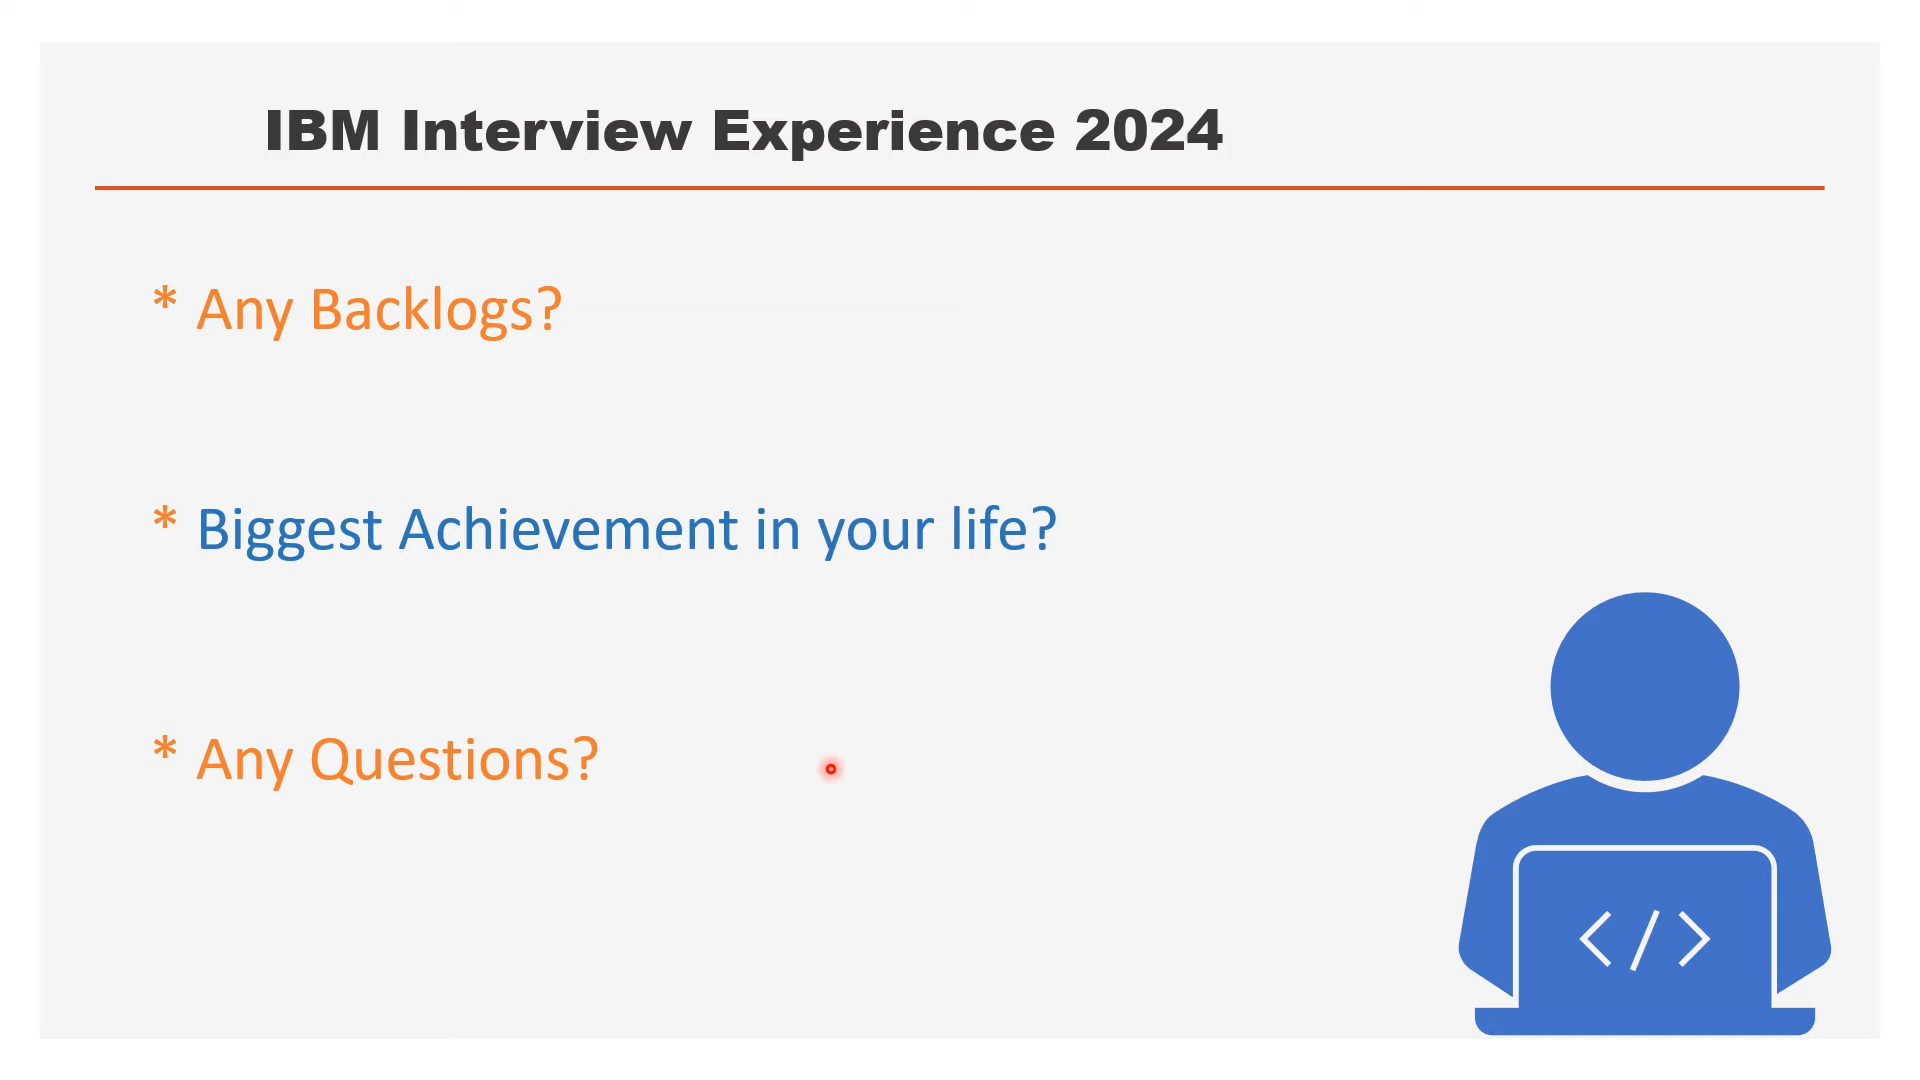 IBM Interview Experience 2024
* Any Backlogs?
* Biggest Achievement in your life?
* Any Questions?
</>